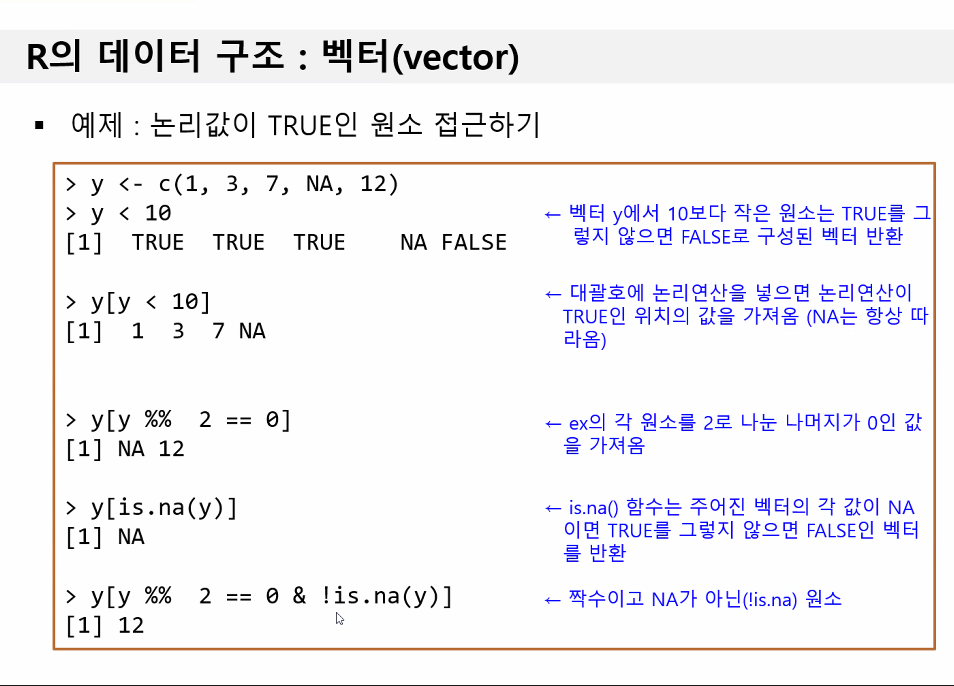 R의 데이터 구조 : 벡터(vector)
▪ 예제 : 논리값이 TRUE인 원소 접근하기
> y <- c(1, 3, 7, NA, 12)
> y < 10
[1]  TRUE  TRUE  TRUE    NA FALSE
← 벡터 y에서 10보다 작은 원소는 TRUE를 그
렇지 않으면 FALSE로 구성된 벡터 반환
> y[y < 10]
[1]  1  3  7 NA
← 대괄호에 논리연산을 넣으면 논리연산이
TRUE인 위치의 값을 가져옴 (NA는 항상 따
라옴)
> y[y %%  2 == 0]
[1] NA 12
← ex의 각 원소를 2로 나눈 나머지가 0인 값
을 가져옴
> y[is.na(y)]
[1] NA
← is.na() 함수는 주어진 벡터의 각 값이 NA
이면 TRUE를 그렇지 않으면 FALSE인 벡터
를 반환
> y[y %%  2 == 0 & !is.na(y)]
[1] 12
← 짝수이고 NA가 아닌(!is.na) 원소